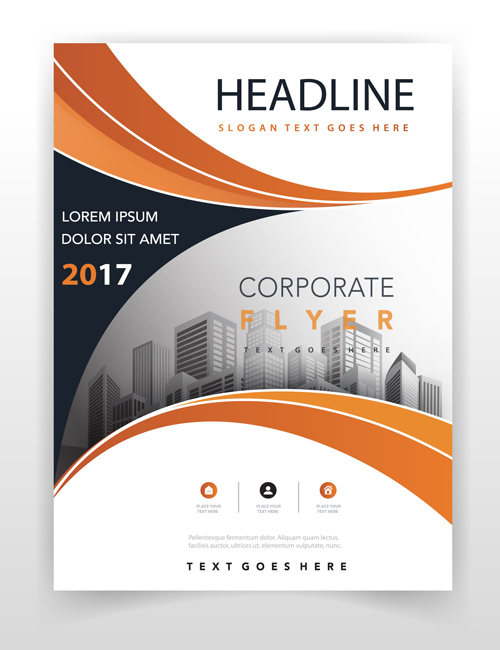 HEADLINE
SLOGAN TEXT GOES HERE
LOREM IPSUM
DOLOR SIT AMET
2017
CORPORATE
FLYER
TEXT GOES HERE
PLACE YOUR
TEXT HERE
PLACE YOUR
TEXT HERE
PLACE YOUR
TEXT HERE
Pellentesque fermentum dolor. Aliquam quam lectus,
facilisis auctor, ultrices ut, elementum vulputate, nunc.
TEXT GOES HERE